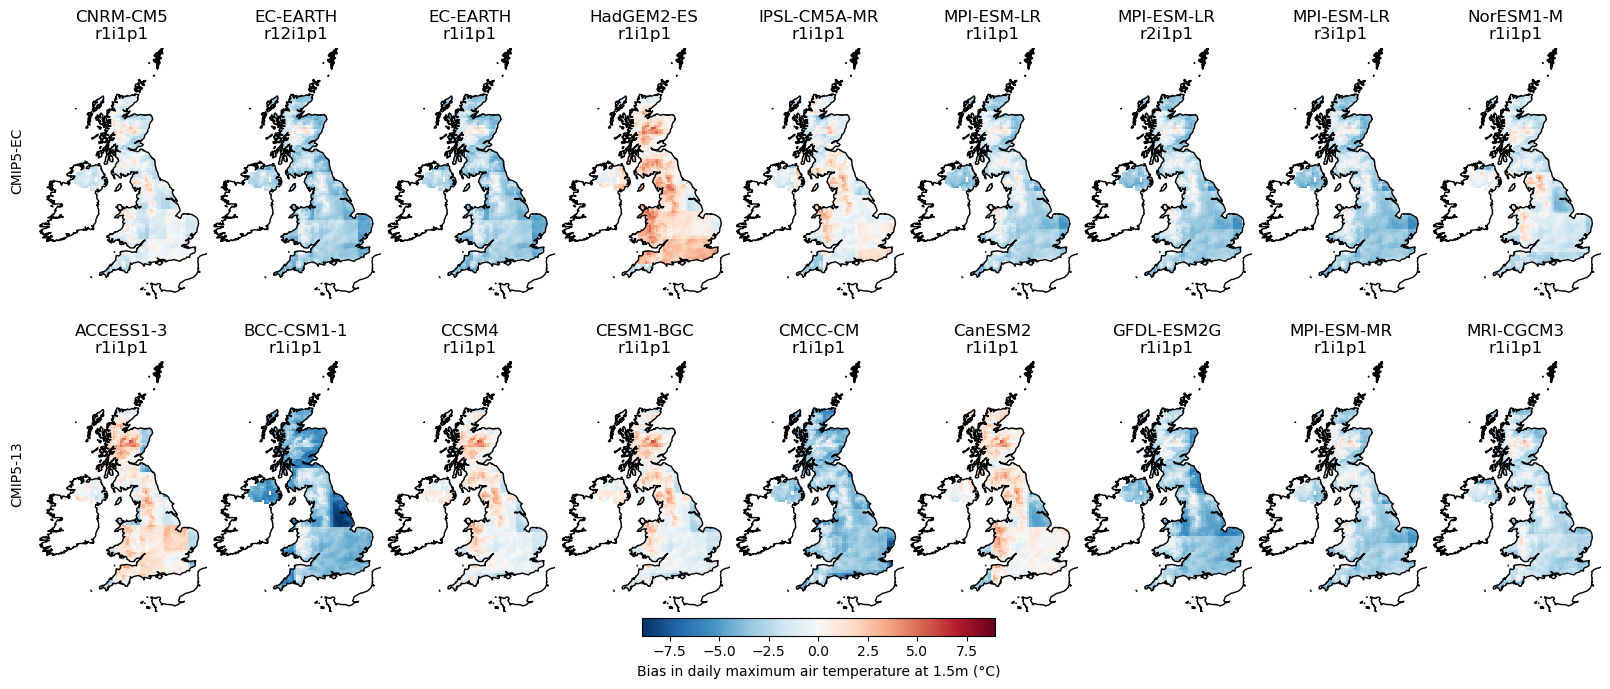 CNRM-CM5
r1i1p1
EC-EARTH
r12i1p1
EC-EARTH
r1i1p1
HadGEM2-ES
r1i1p1
IPSL-CM5A-MR
r1i1p1
MPI-ESM-LR
r1i1p1
MPI-ESM-LR
r2i1p1
MPI-ESM-LR
r3i1p1
NorESM1-M
r1i1p1
CMIP5-EC
ACCESS1-3
r1i1p1
BCC-CSM1-1
r1i1p1
CCSM4
r1i1p1
CESM1-BGC
r1i1p1
CMCC-CM
r1i1p1
CanESM2
r1i1p1
GFDL-ESM2G
r1i1p1
MPI-ESM-MR
r1i1p1
MRI-CGCM3
r1i1p1
CMIP5-13
−7.5 −5.0 −2.5 0.0 2.5 5.0 7.5
Bias in daily maximum air temperature at 1.5m (°C)